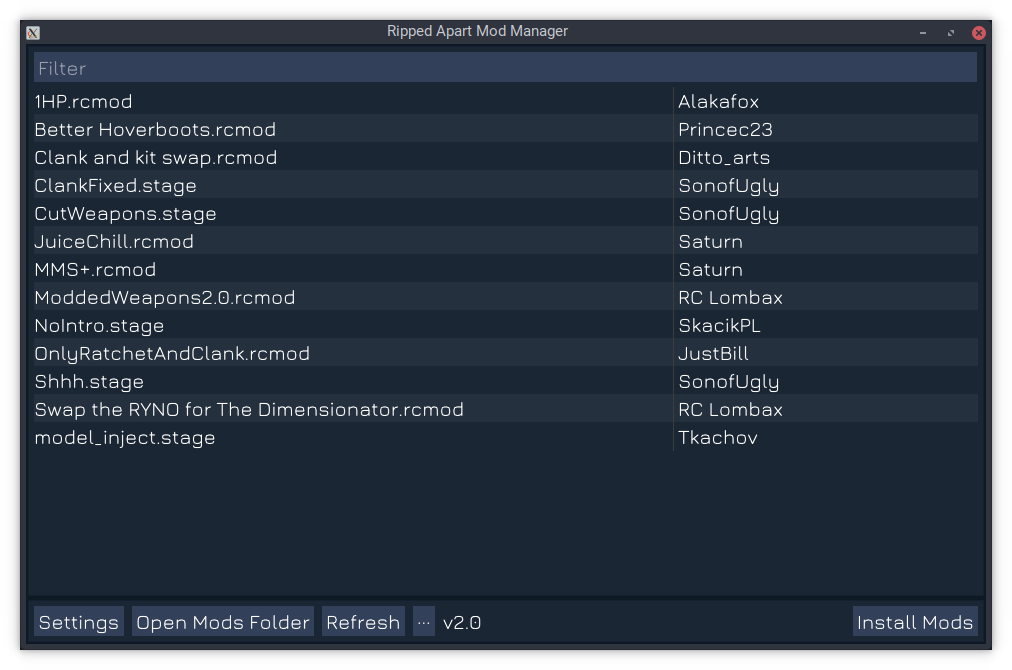 Ripped Apart Mod Manager
Filter
1HP.rcmod Alakafox
Better Hoverboots.rcmod Princec23
Clank and kit swap.rcmod Ditto_arts
ClankFixed.stage SonofUgly
CutWeapons.stage SonofUgly
JuiceChill.rcmod Saturn
MMS+.rcmod Saturn
ModdedWeapons2.0.rcmod RC Lombax
NoIntro.stage SkacikPL
OnlyRatchetAndClank.rcmod JustBill
Shhh.stage SonofUgly
Swap the RYNO for The Dimensionator.rcmod RC Lombax
model_inject.stage Tkachov
Settings Open Mods Folder Refresh ... v2.0 Install Mods